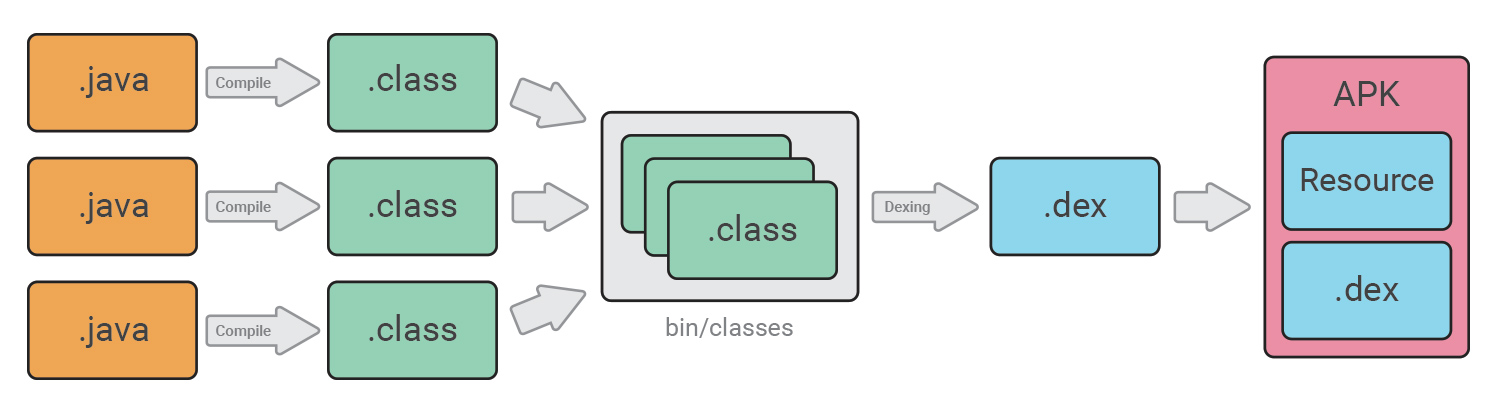 .java
Compile
.class
.java
Compile
.class
.java
Compile
.class
.class
bin/classes
Dexing
.dex
APK
Resource
.dex